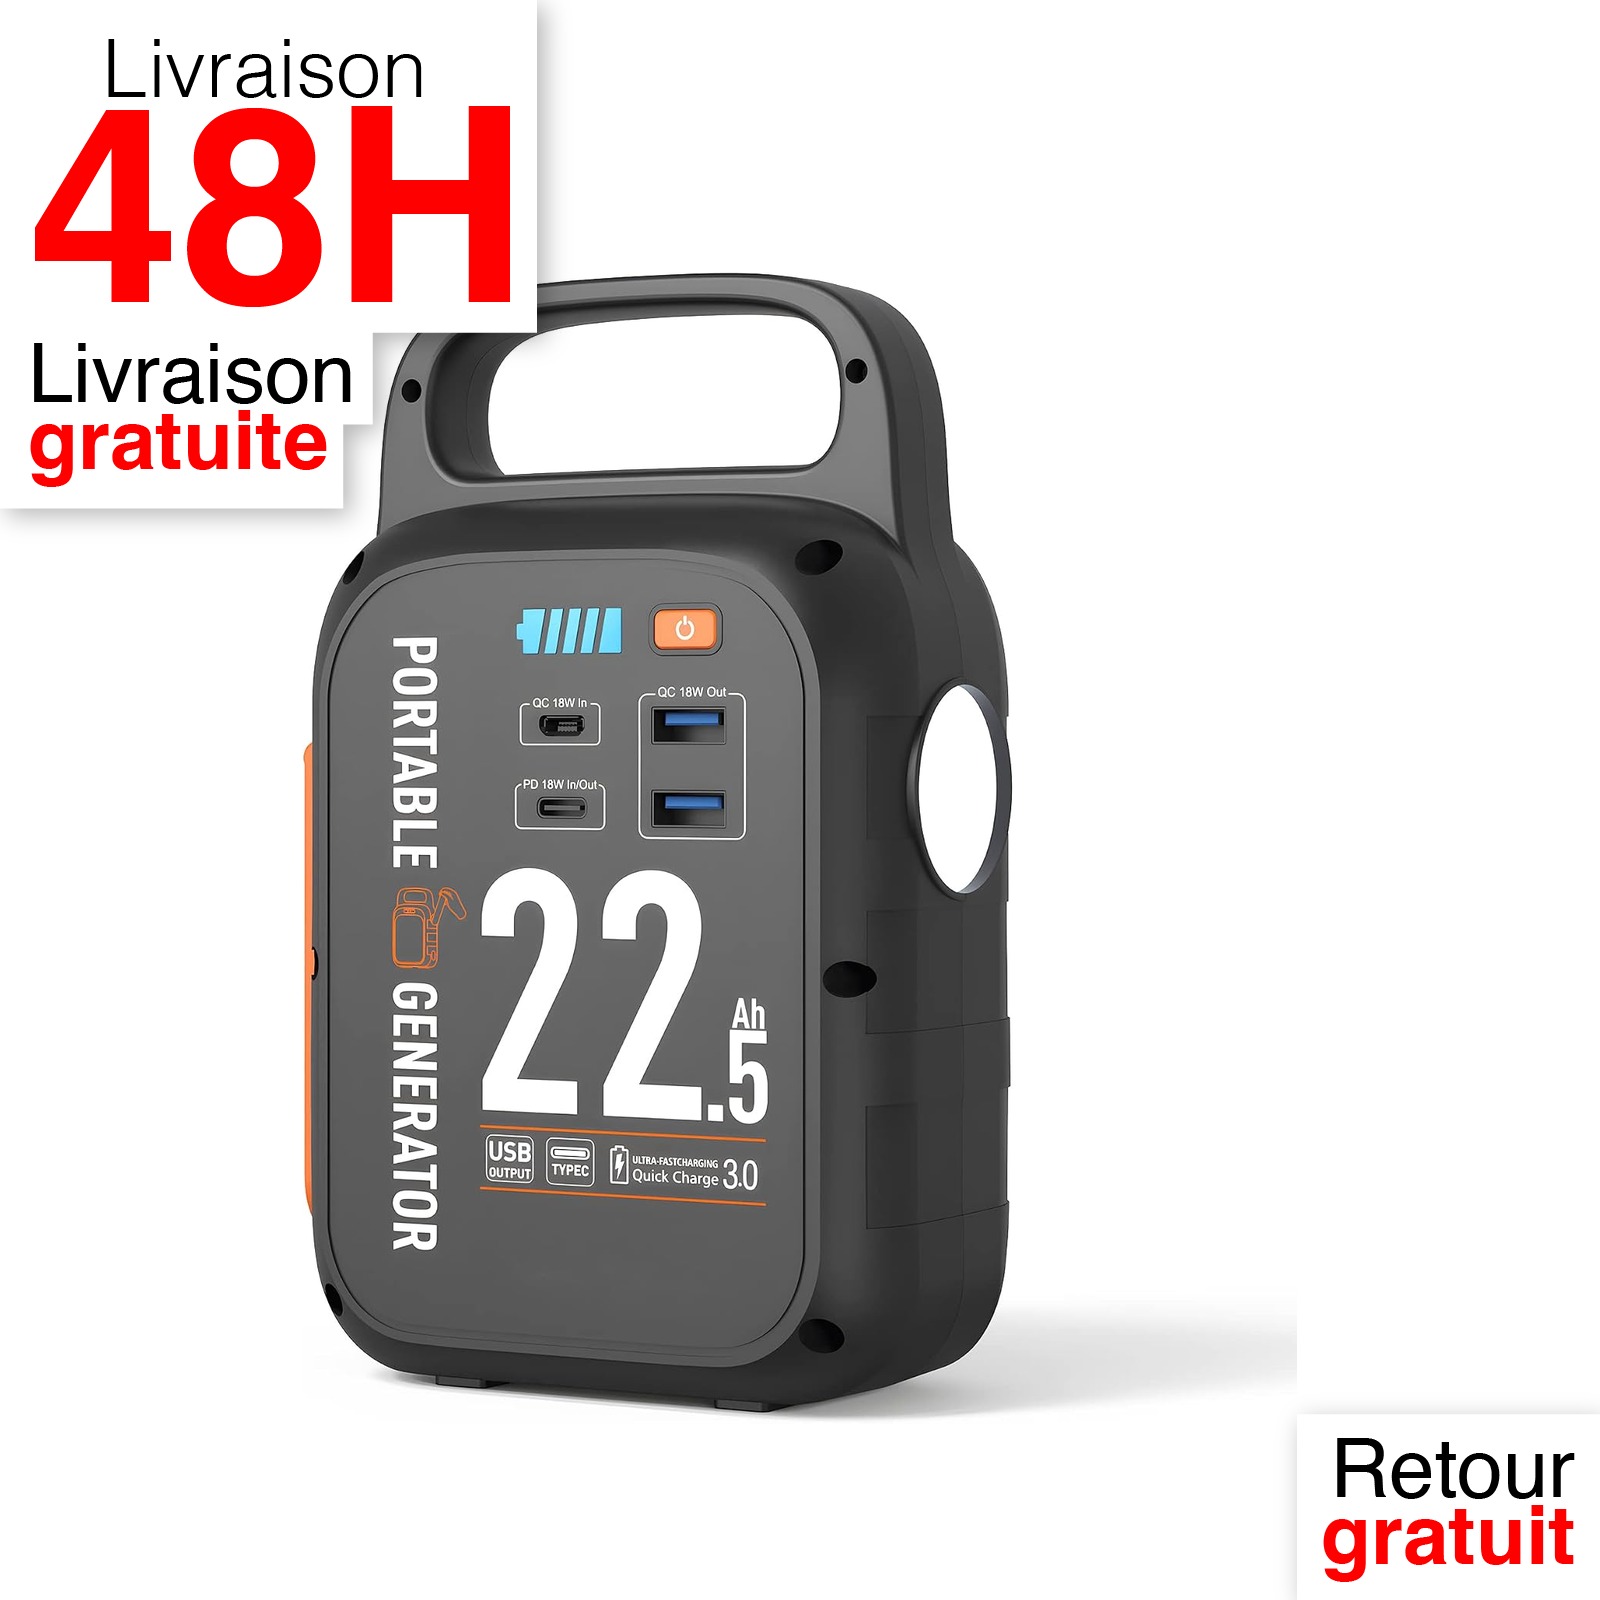 Livraison
48H
Livraison
gratuite
QC 18W In
QC 18W Out
PD 18W In/Out
PORTABLE GENERATOR
22.5
Ah
USB
OUTPUT
TYPEC
ULTRA-FASTCHARGING
Quick Charge 3.0
Retour
gratuit